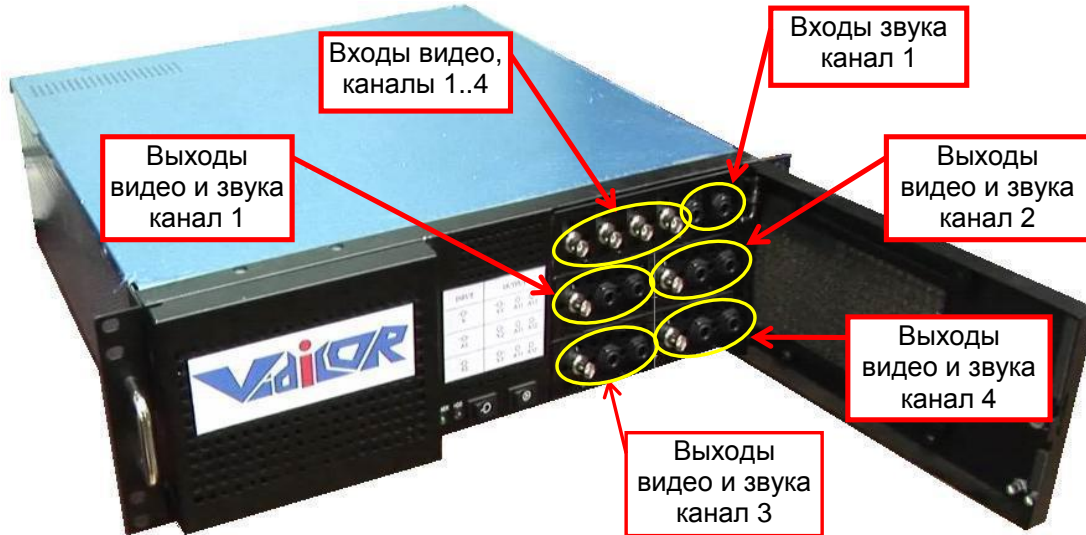 Входы видео,
каналы 1..4
Входы звука
канал 1
Выходы
видео и звука
канал 1
Выходы
видео и звука
канал 2
VidicOR
INPUT
Выходы
видео и звука
канал 4
Выходы
видео и звука
канал 3